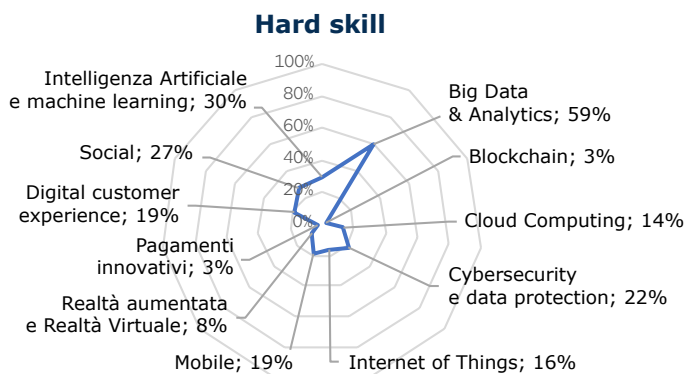 Hard skill
100%
80%
60%
40%
20%
0%
Intelligenza Artificiale
e machine learning; 30%
Big Data
& Analytics; 59%
Blockchain; 3%
Cloud Computing; 14%
Cybersecurity
e data protection; 22%
Internet of Things; 16%
Mobile; 19%
Realtà aumentata
e Realtà Virtuale; 8%
Pagamenti
innovativi; 3%
Digital customer
experience; 19%
Social; 27%